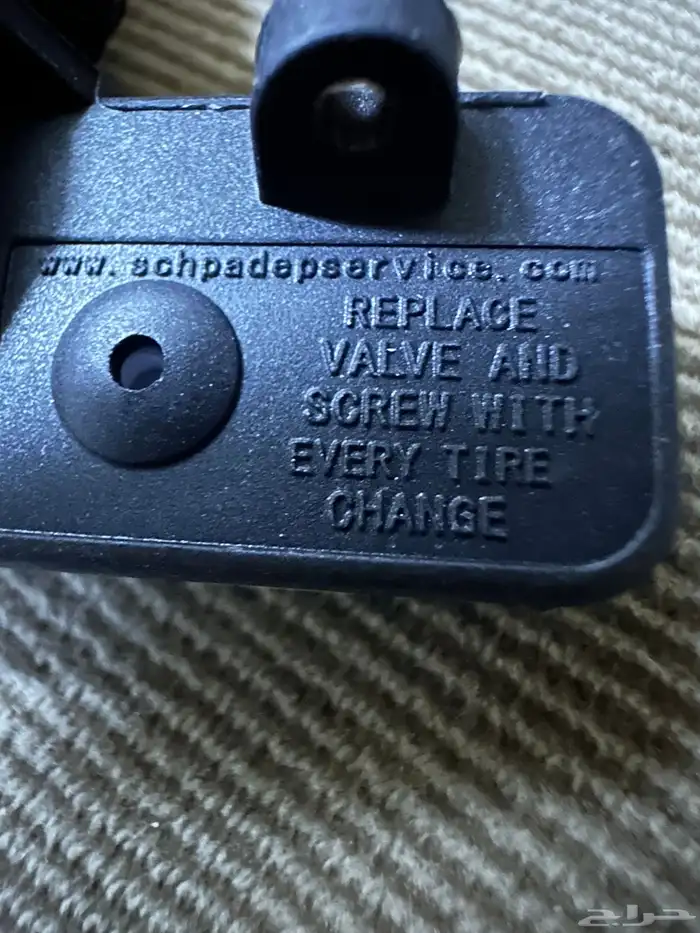 www.schpadepservice.com
REPLACE
VALVE AND
SCREW WITH
EVERY TIRE
CHANGE
حراج